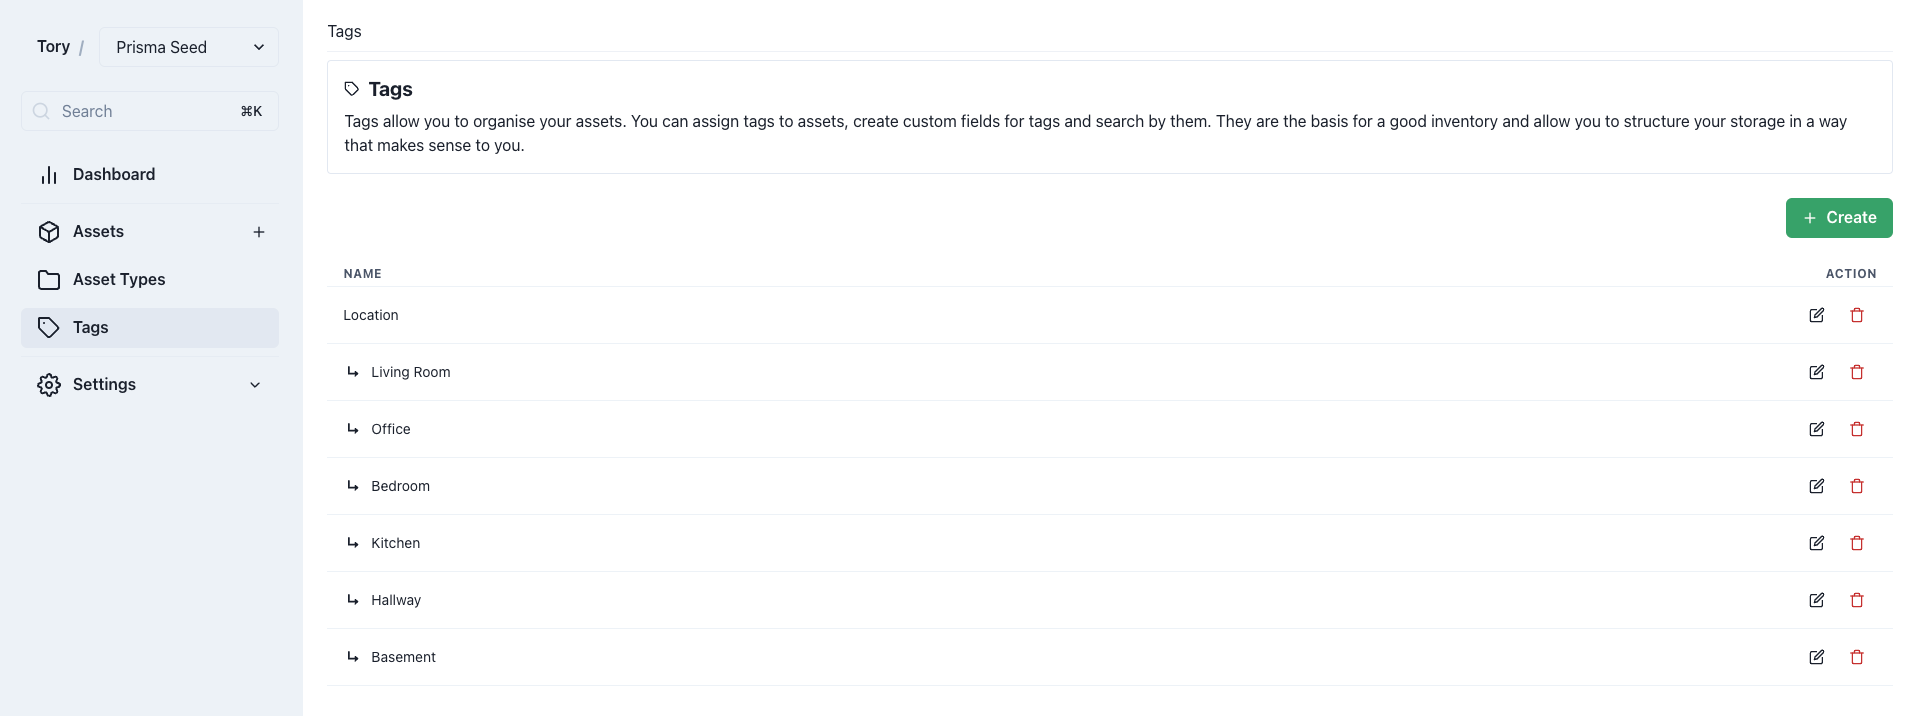 Tory / Prisma Seed
Search ⌘K
Dashboard
Assets
Asset Types
Tags
Settings
Tags
Tags
Tags allow you to organise your assets. You can assign tags to assets, create custom fields for tags and search by them. They are the basis for a good inventory and allow you to structure your storage in a way
that makes sense to you.
Create
NAME ACTION
Location
Living Room
Office
Bedroom
Kitchen
Hallway
Basement